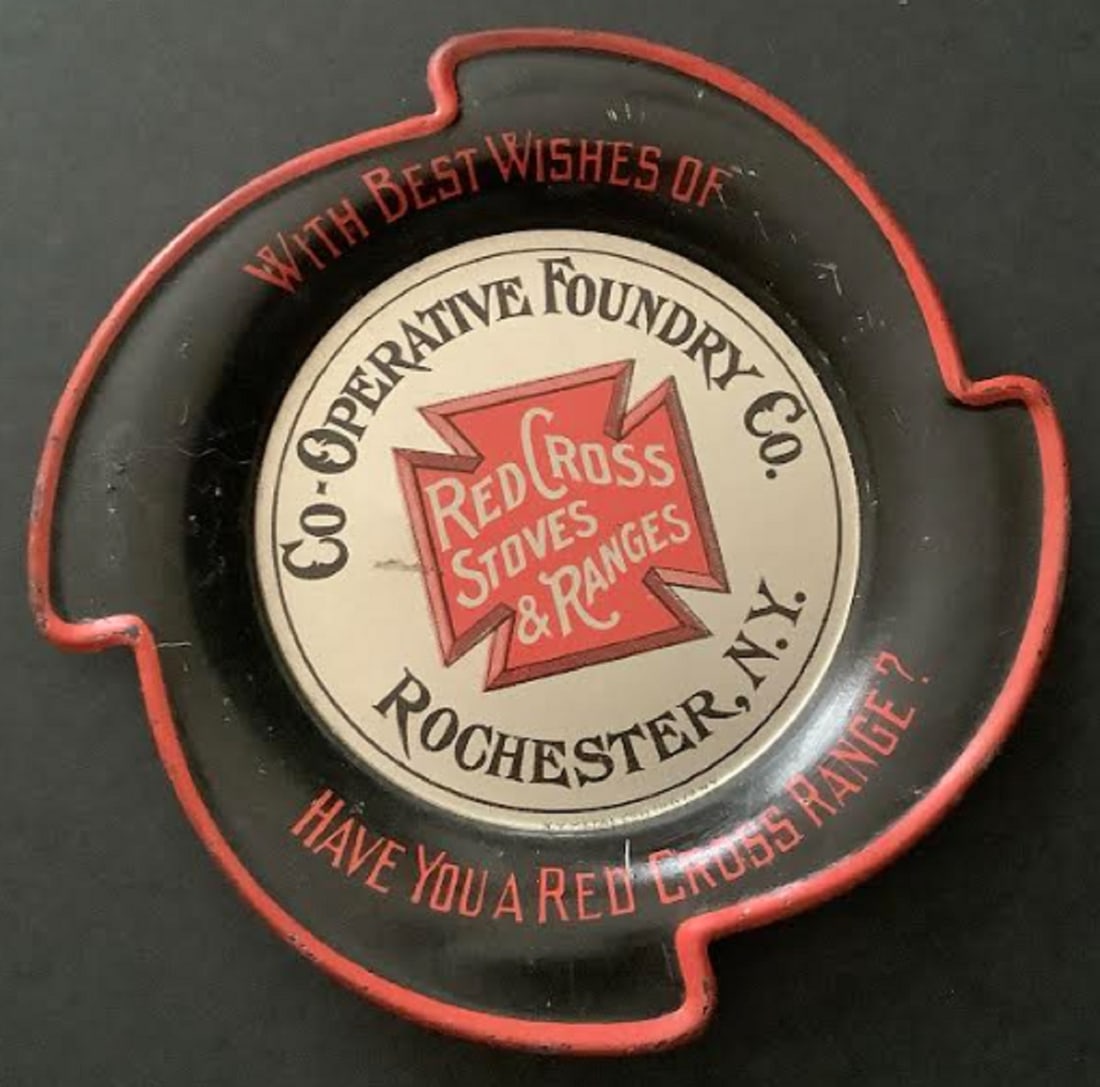 With Best Wishes of
Co-Operative Foundry Co.
Red Cross
Stoves
& Ranges
Rochester, N.Y.
Have You A Red Cross Range?